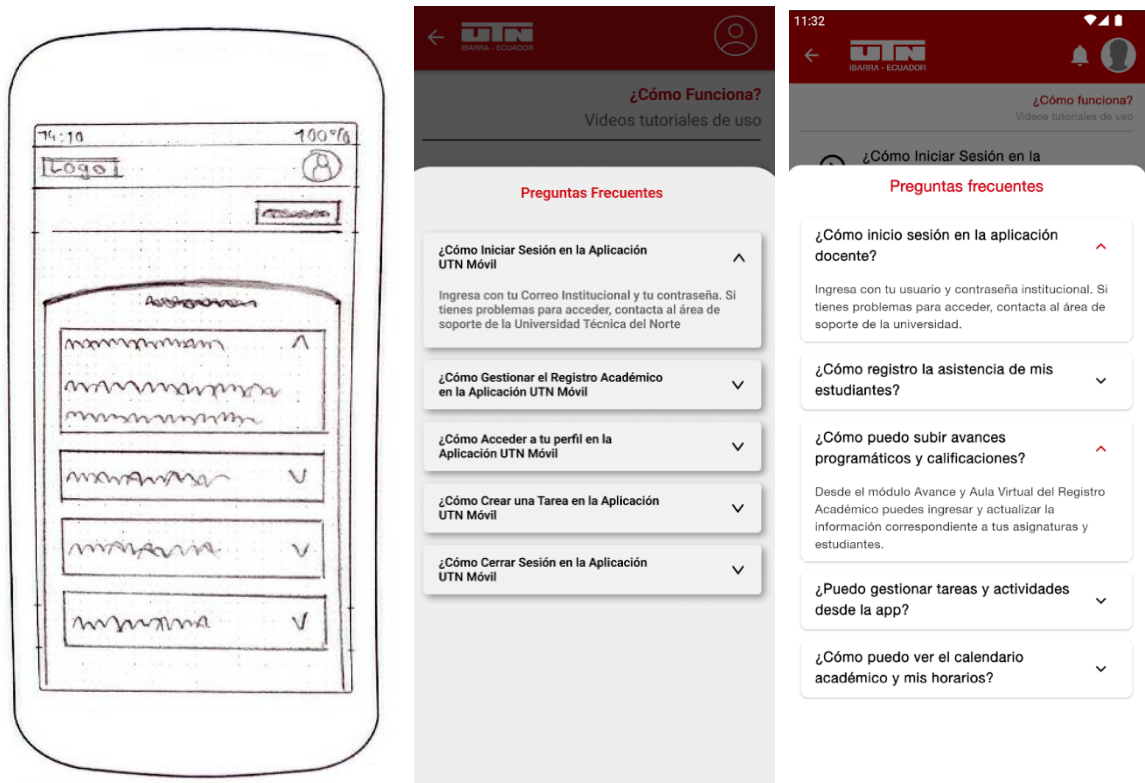 14:10
100%
Logo
UTN
IBARRA - ECUADOR
¿Cómo Funciona?
Videos tutoriales de uso
Preguntas Frecuentes
¿Cómo Iniciar Sesión en la Aplicación
UTN Móvil
Ingresa con tu Correo Institucional y tu contraseña. Si
tienes problemas para acceder, contacta al área de
soporte de la Universidad Técnica del Norte
¿Cómo Gestionar el Registro Académico
en la Aplicación UTN Móvil
¿Cómo Acceder a tu perfil en la
Aplicación UTN Móvil
¿Cómo Crear una Tarea en la Aplicación
UTN Móvil
¿Cómo Cerrar Sesión en la Aplicación
UTN Móvil
11:32
UTN
IBARRA - ECUADOR
¿Cómo funciona?
Videos tutoriales de uso
¿Cómo Iniciar Sesión en la
Preguntas frecuentes
¿Cómo inicio sesión en la aplicación
docente?
Ingresa con tu usuario y contraseña institucional. Si
tienes problemas para acceder, contacta al área de
soporte de la universidad.
¿Cómo registro la asistencia de mis
estudiantes?
¿Cómo puedo subir avances
programáticos y calificaciones?
Desde el módulo Avance y Aula Virtual del Registro
Académico puedes ingresar y actualizar la
información correspondiente a tus asignaturas y
estudiantes.
¿Puedo gestionar tareas y actividades
desde la app?
¿Cómo puedo ver el calendario
académico y mis horarios?